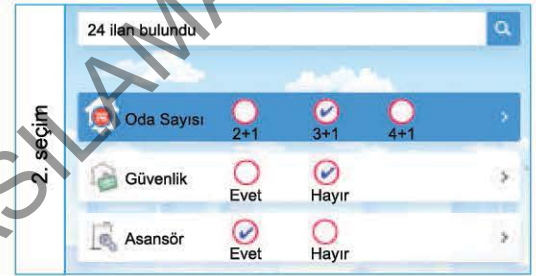 2. seçim
24 ilan bulundu
Oda Sayısı 2+1 3+1 4+1
Güvenlik Evet Hayır
Asansör Evet Hayır